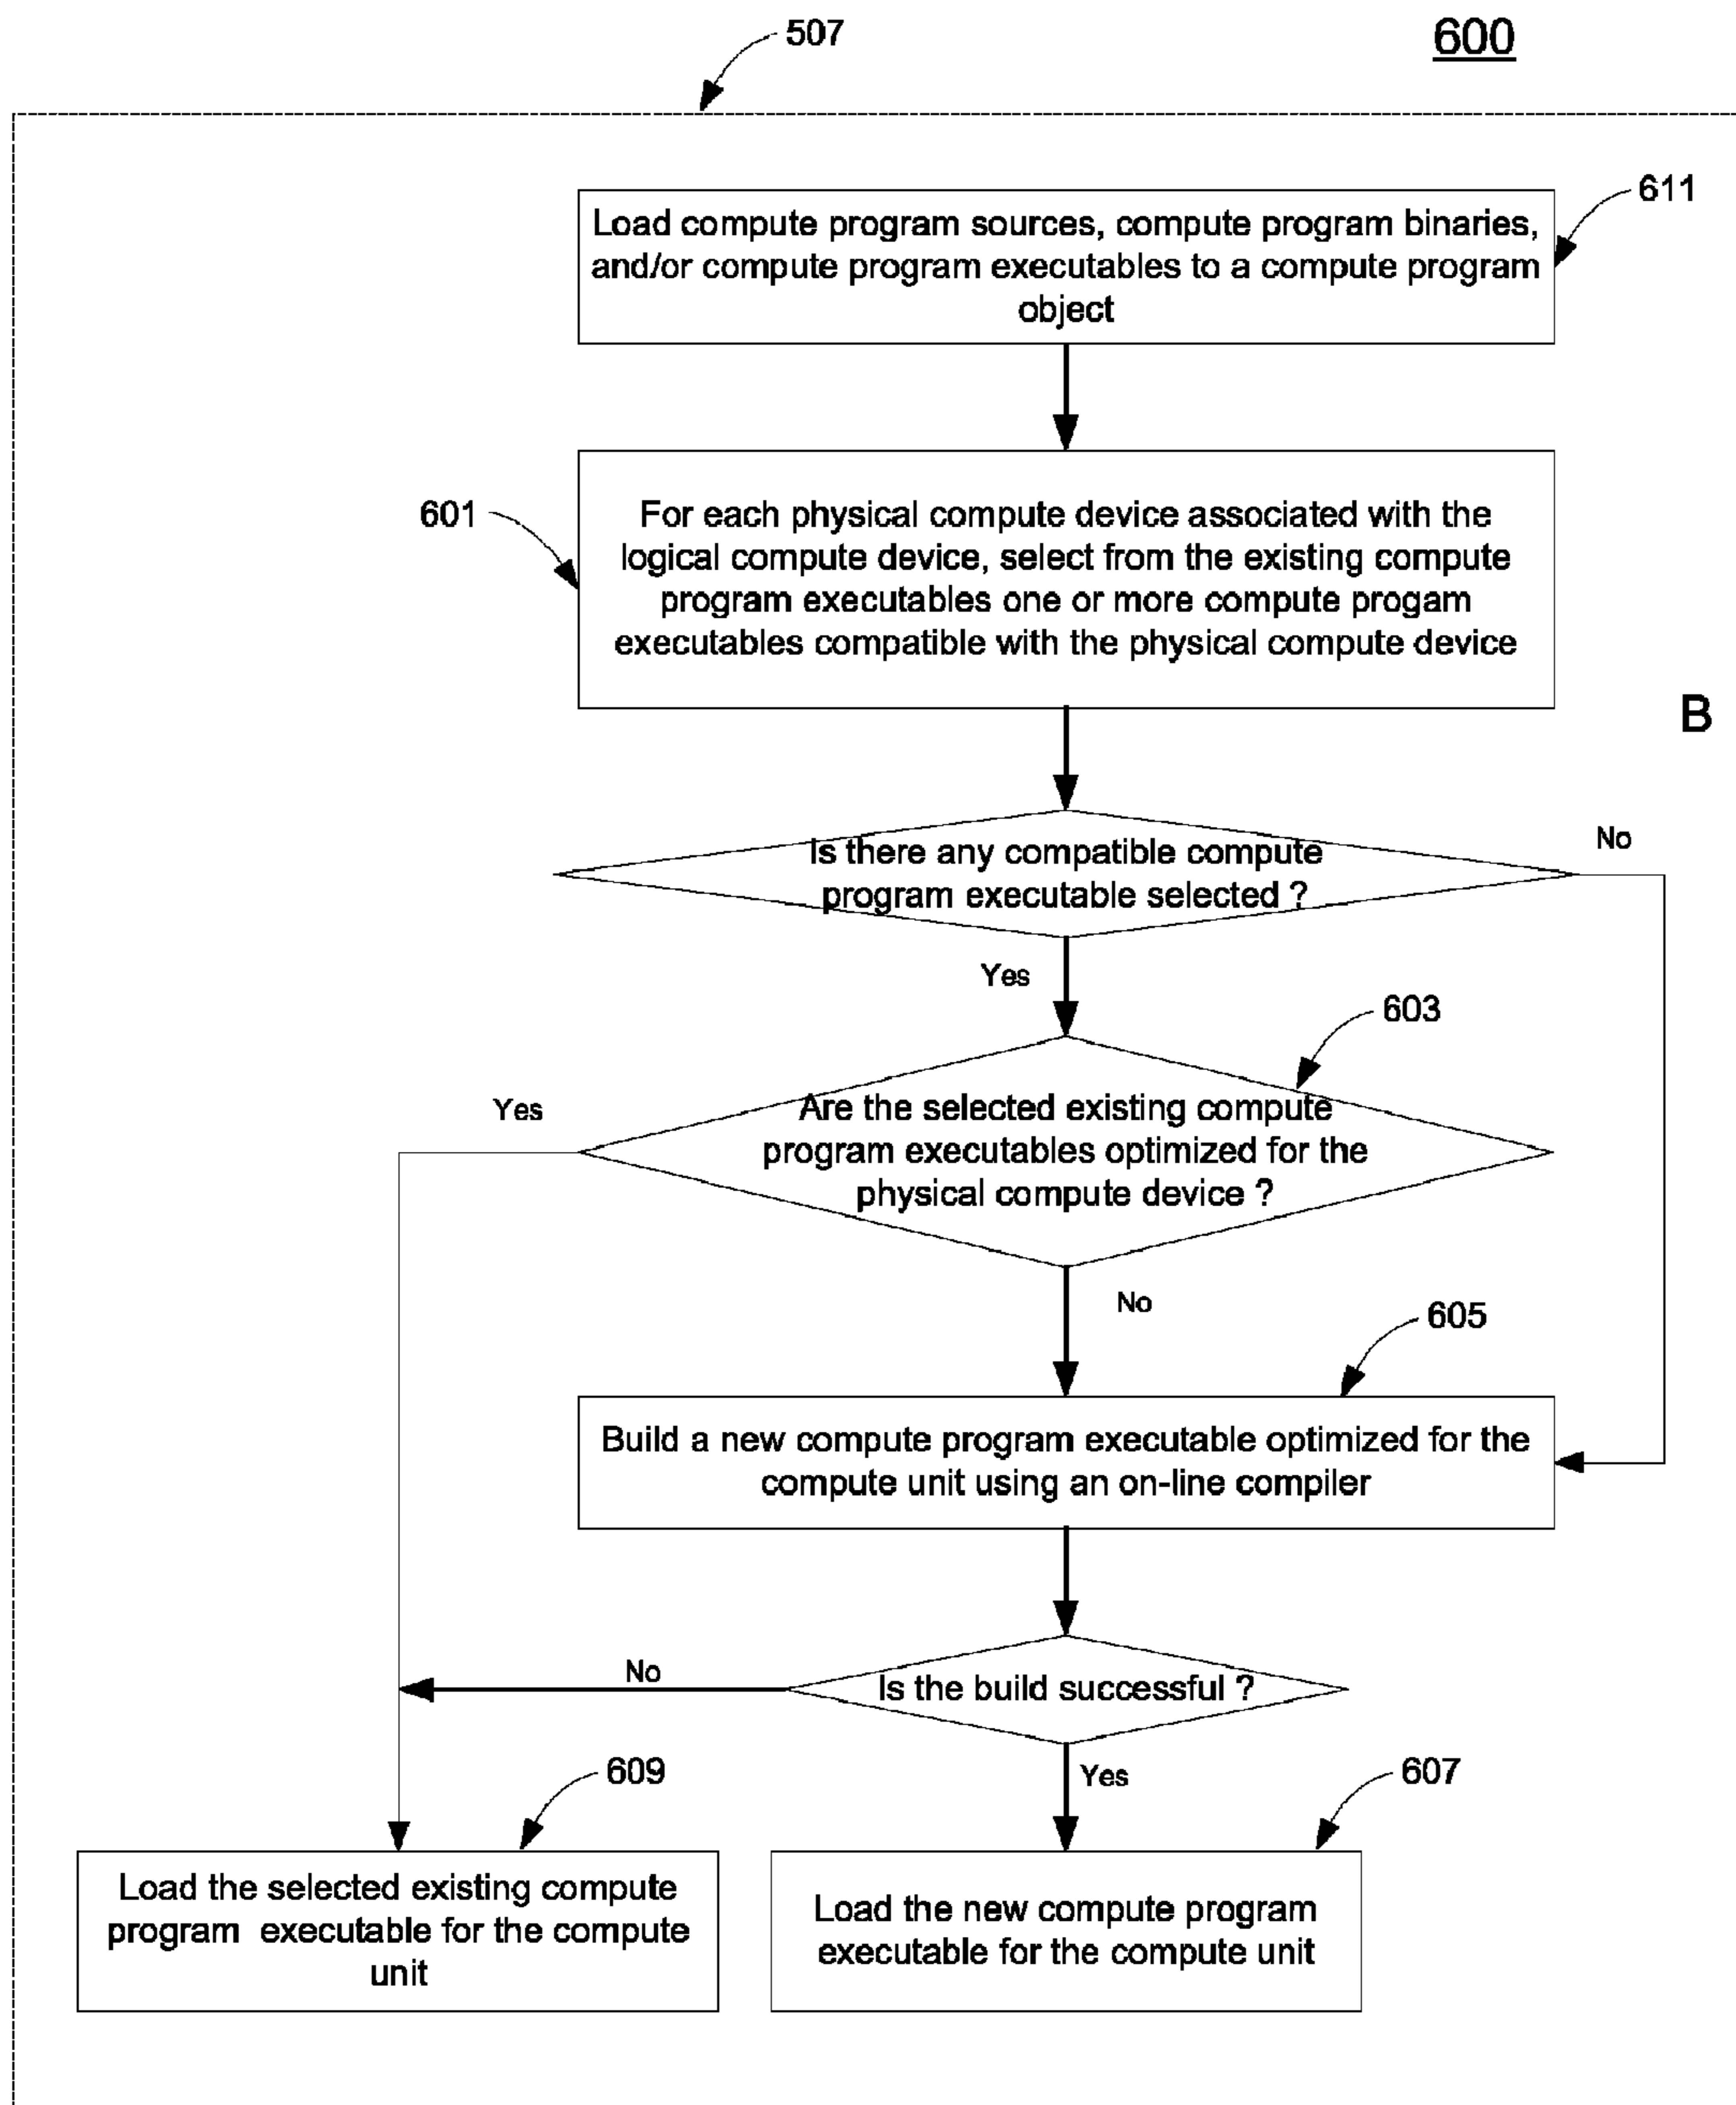 507
600
611
Load compute program sources, compute program binaries,
and/or compute program executables to a compute program
object
601
For each physical compute device associated with the
logical compute device, select from the existing compute
program executables one or more compute progam
executables compatible with the physical compute device
B
Is there any compatible compute
program executable selected ?
No
Yes
603
Yes
Are the selected existing compute
program executables optimized for the
physical compute device ?
No
605
Build a new compute program executable optimized for the
compute unit using an on-line compiler
No
Is the build successful ?
609
Yes
607
Load the selected existing compute
program executable for the compute
unit
Load the new compute program
executable for the compute unit